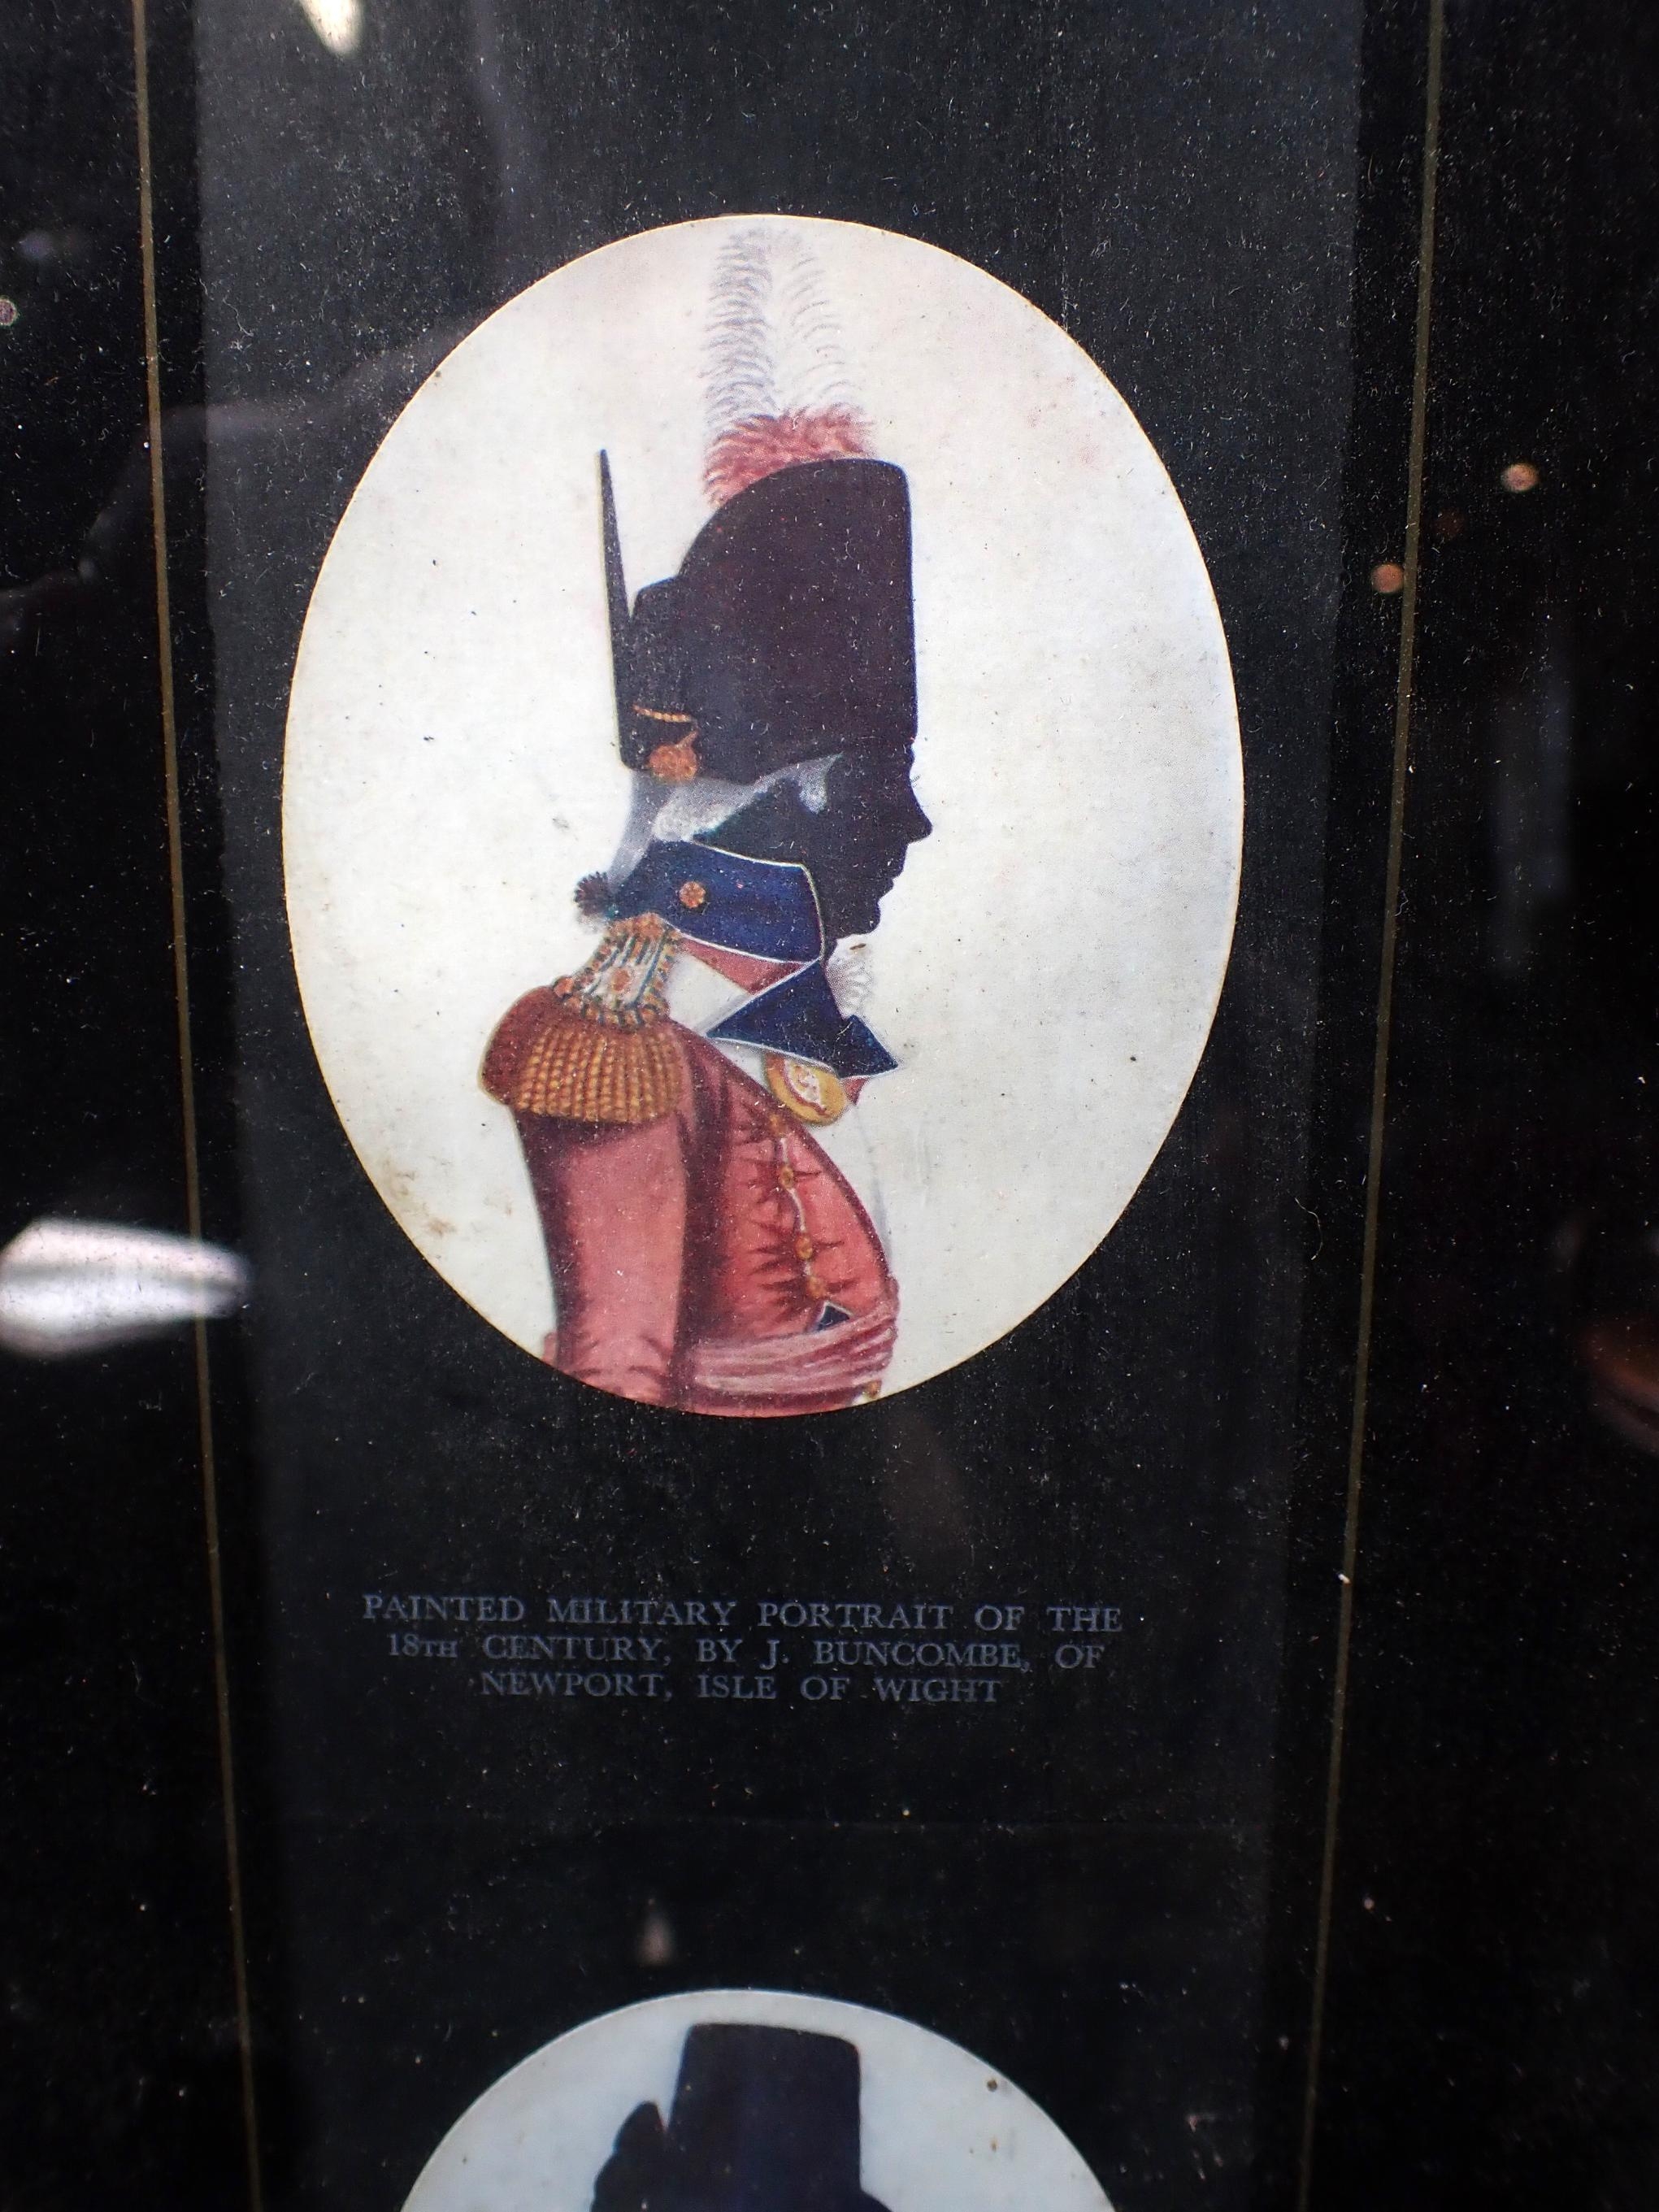 PAINTED MILITARY PORTRAIT OF THE
18TH CENTURY, BY J. BUNCOMBE, OF
NEWPORT, ISLE OF WIGHT